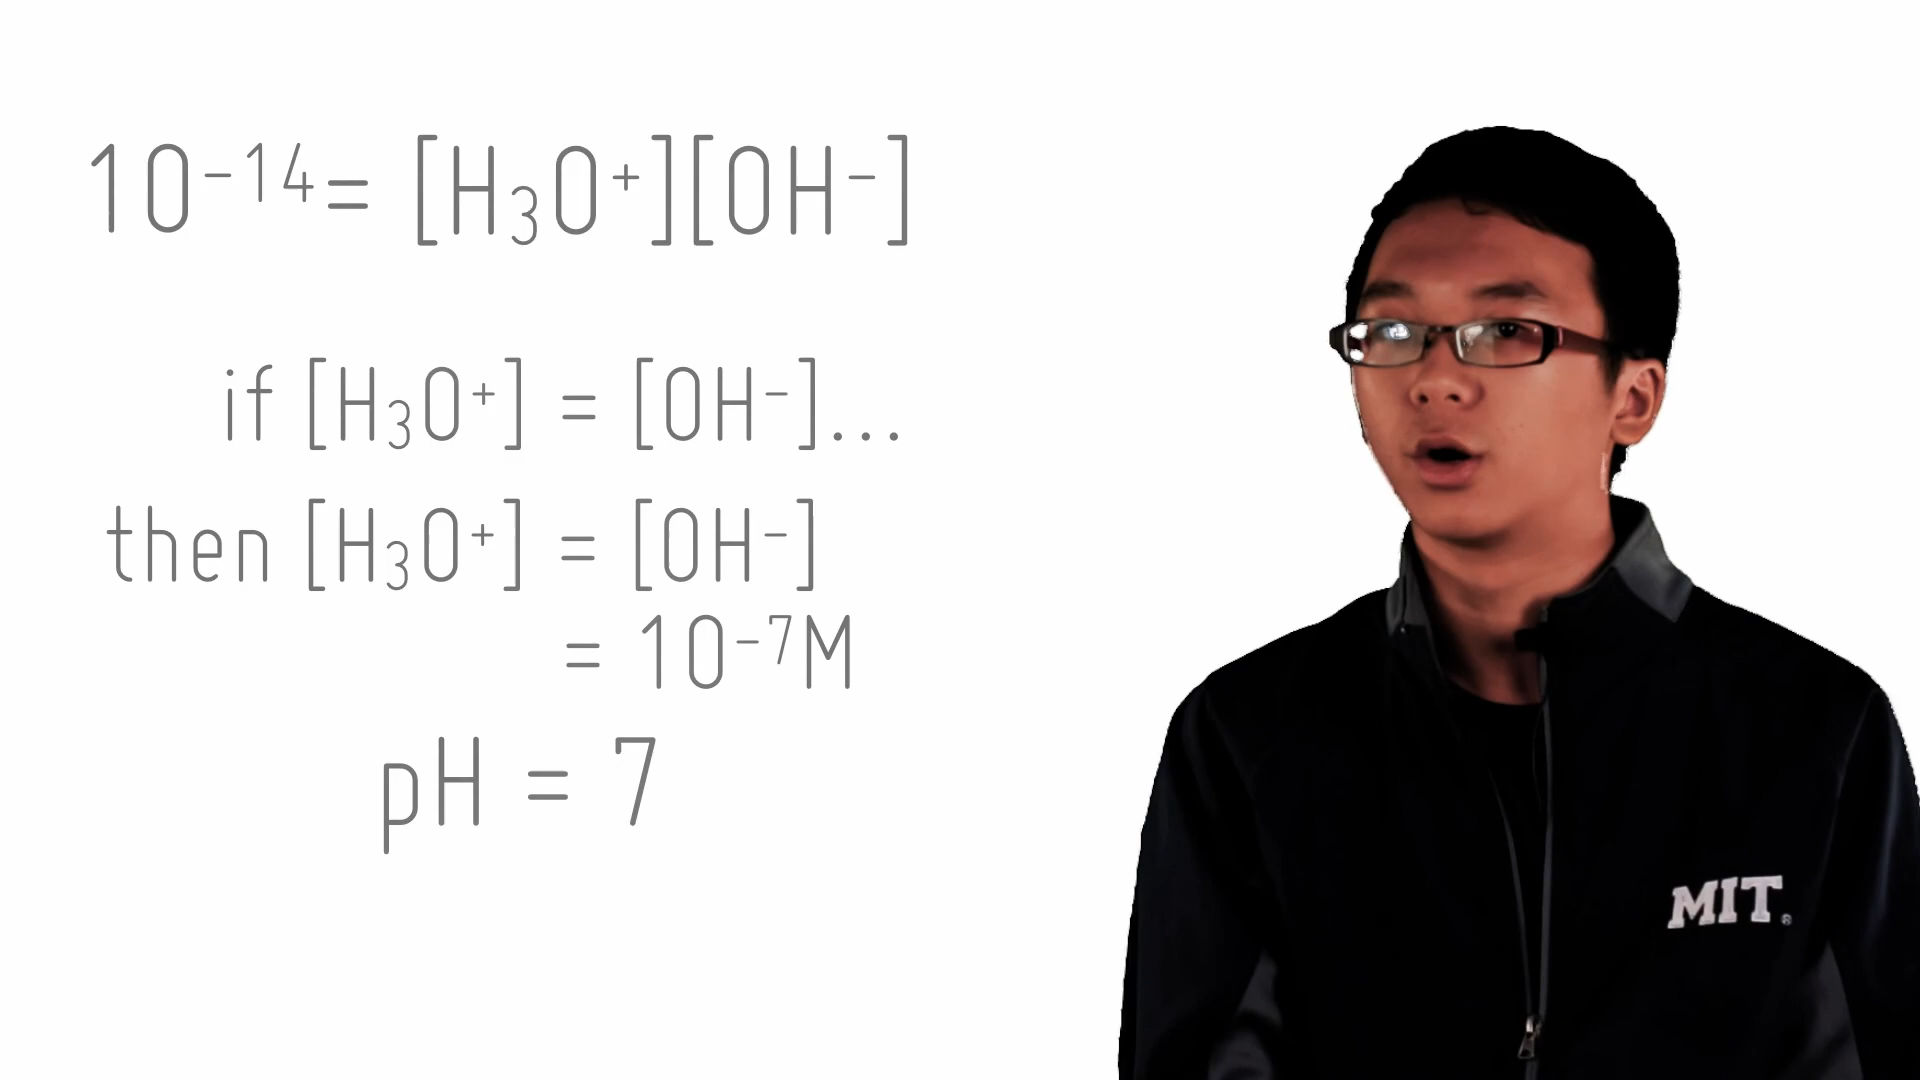 10⁻¹⁴= [H₃O⁺][OH⁻]
if [H₃O⁺] = [OH⁻]...
then [H₃O⁺] = [OH⁻]
= 10⁻⁷M
pH = 7
MIT®